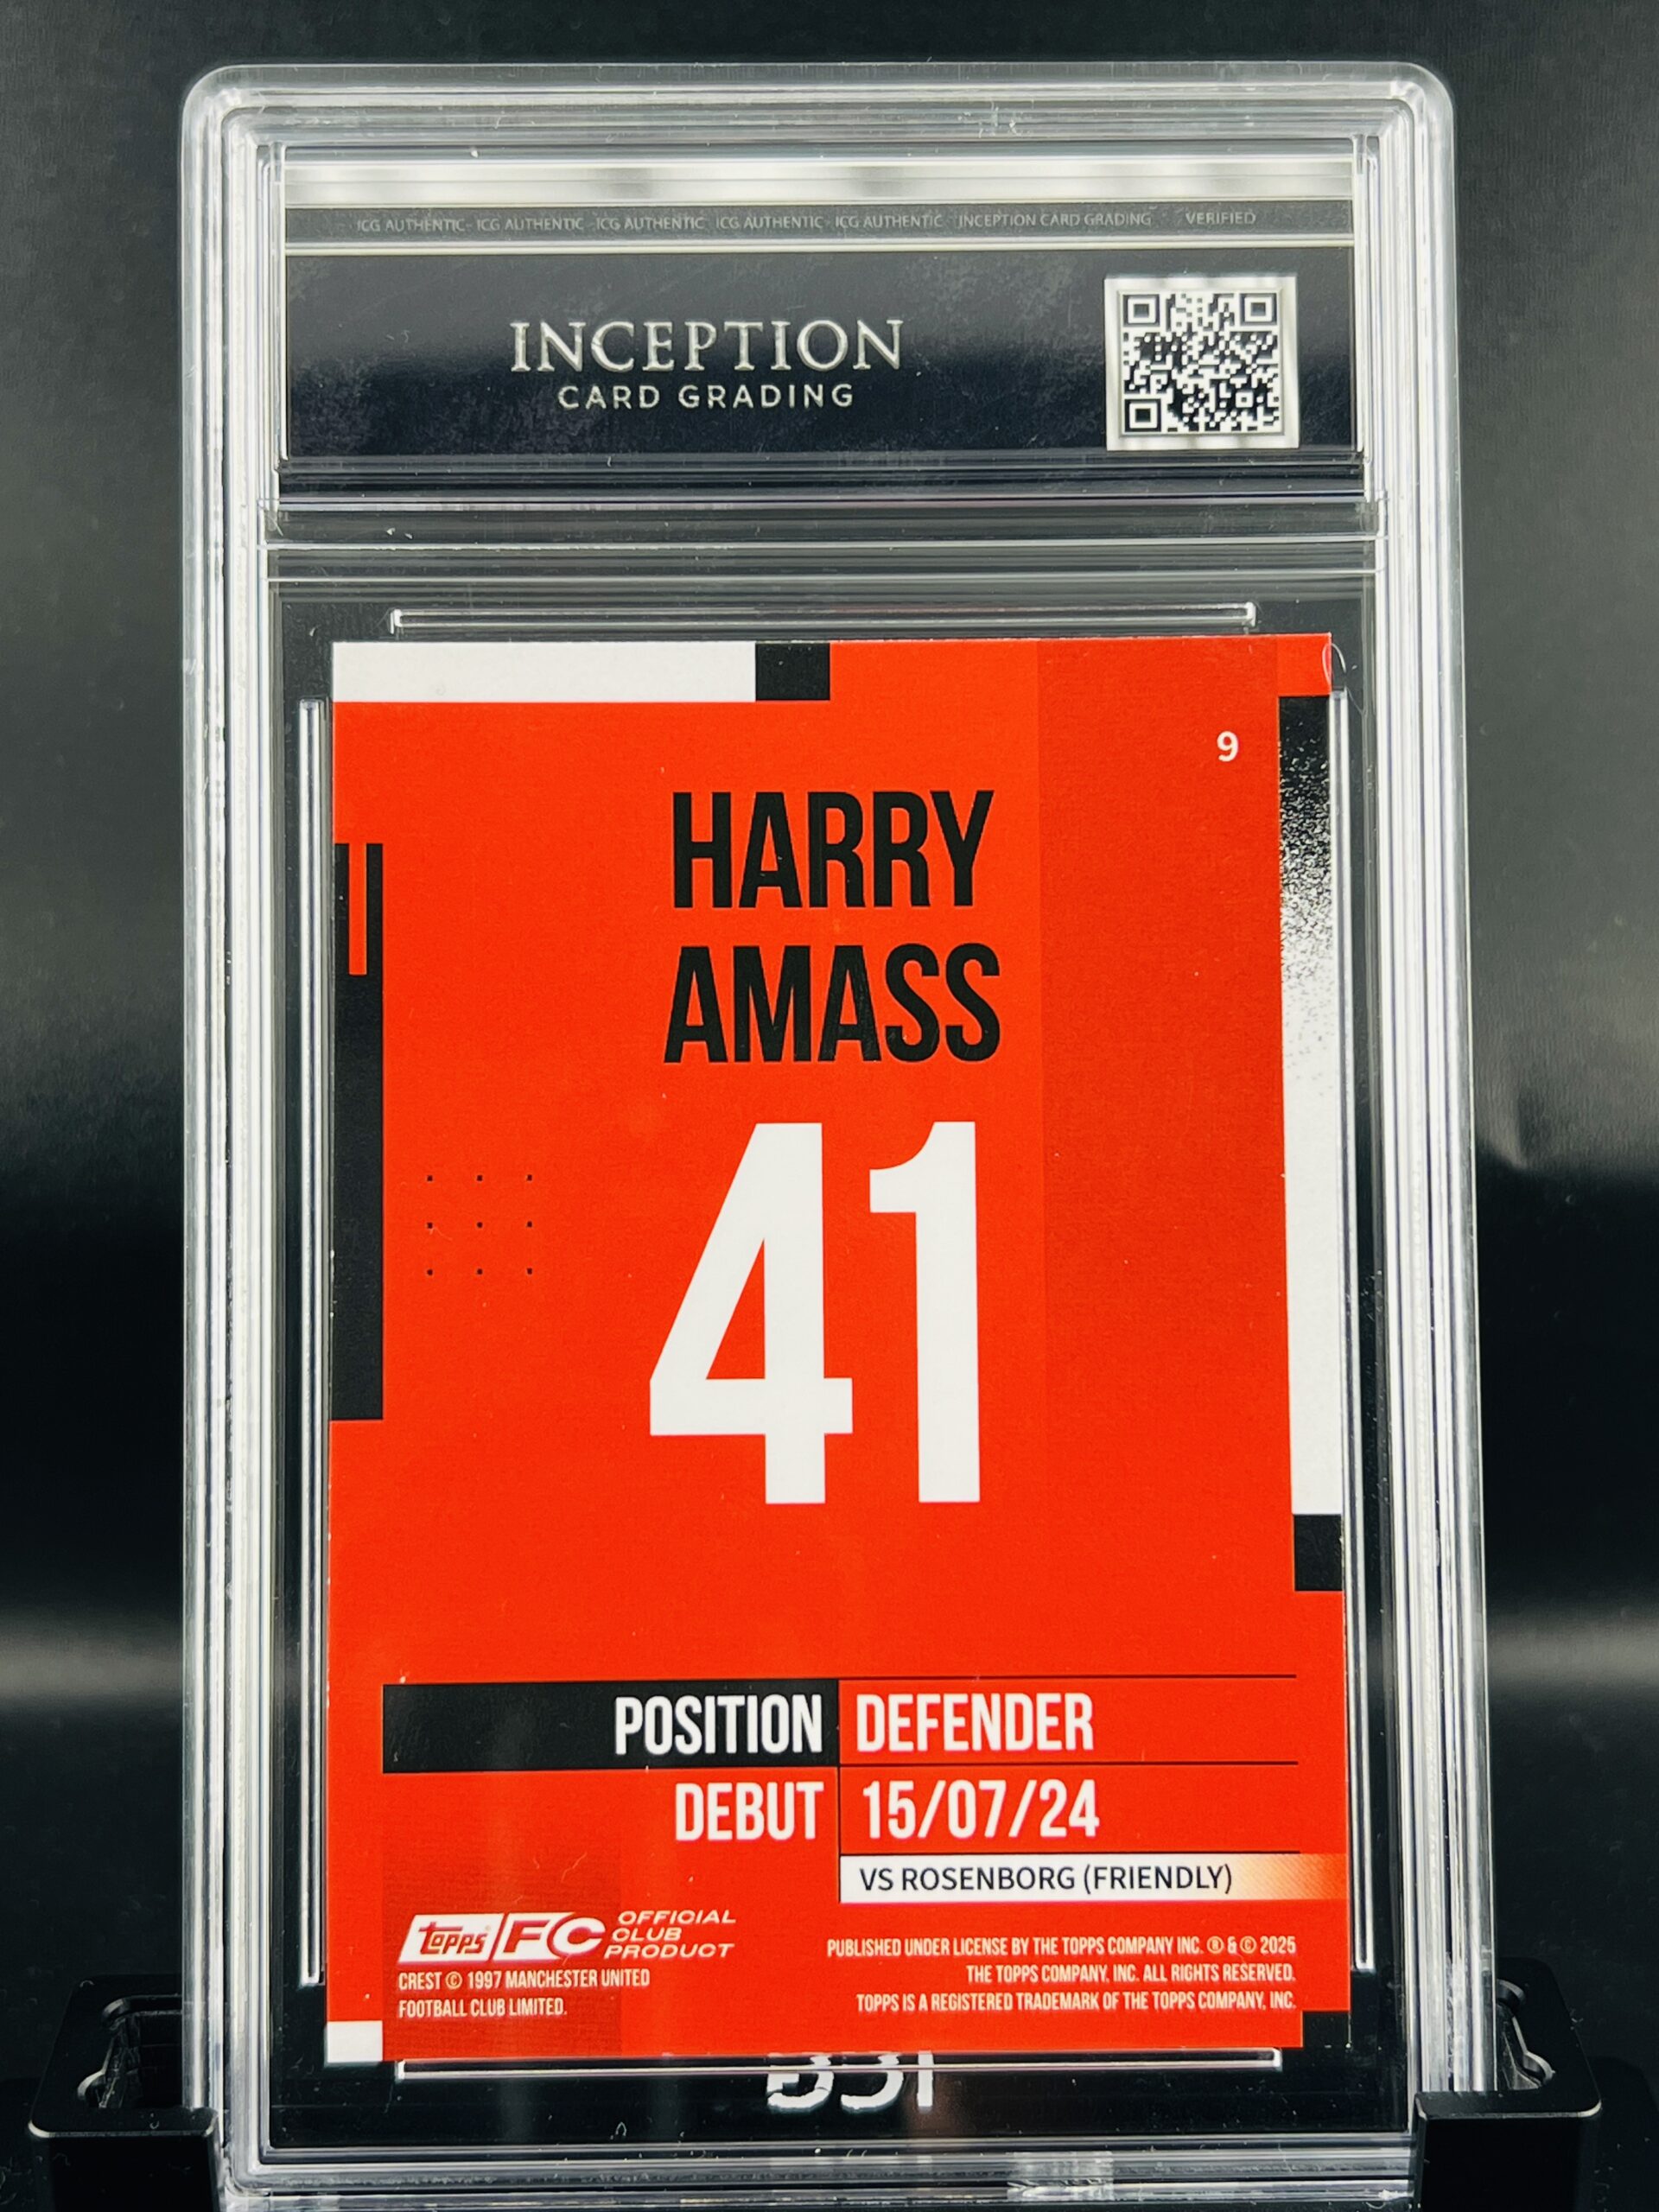 ICG AUTHENTIC - ICG AUTHENTIC - ICG AUTHENTIC - ICG AUTHENTIC - ICG AUTHENTIC - INCEPTION CARD GRADING - VERIFIED
INCEPTION
CARD GRADING
9
HARRY
AMASS
41
POSITION DEFENDER
DEBUT 15/07/24
VS ROSENBORG (FRIENDLY)
TOPPS FC OFFICIAL
CLUB
PRODUCT
CREST © 1997 MANCHESTER UNITED
FOOTBALL CLUB LIMITED.
PUBLISHED UNDER LICENSE BY THE TOPPS COMPANY INC. ® & © 2025
THE TOPPS COMPANY, INC. ALL RIGHTS RESERVED.
TOPPS IS A REGISTERED TRADEMARK OF THE TOPPS COMPANY, INC.